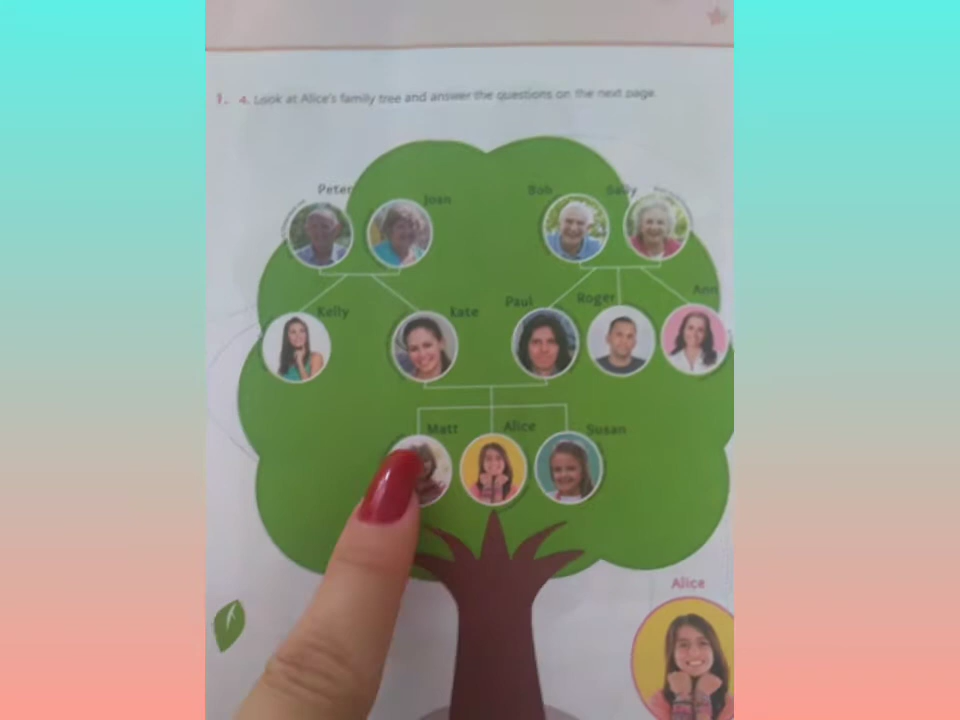 1. 4. Look at Alice's family tree and answer the questions on the next page
Peter
Joan
Bob
Sally
Kelly
kate
Paul
Roger
Ann
Matt
Alice
Susan
Alice